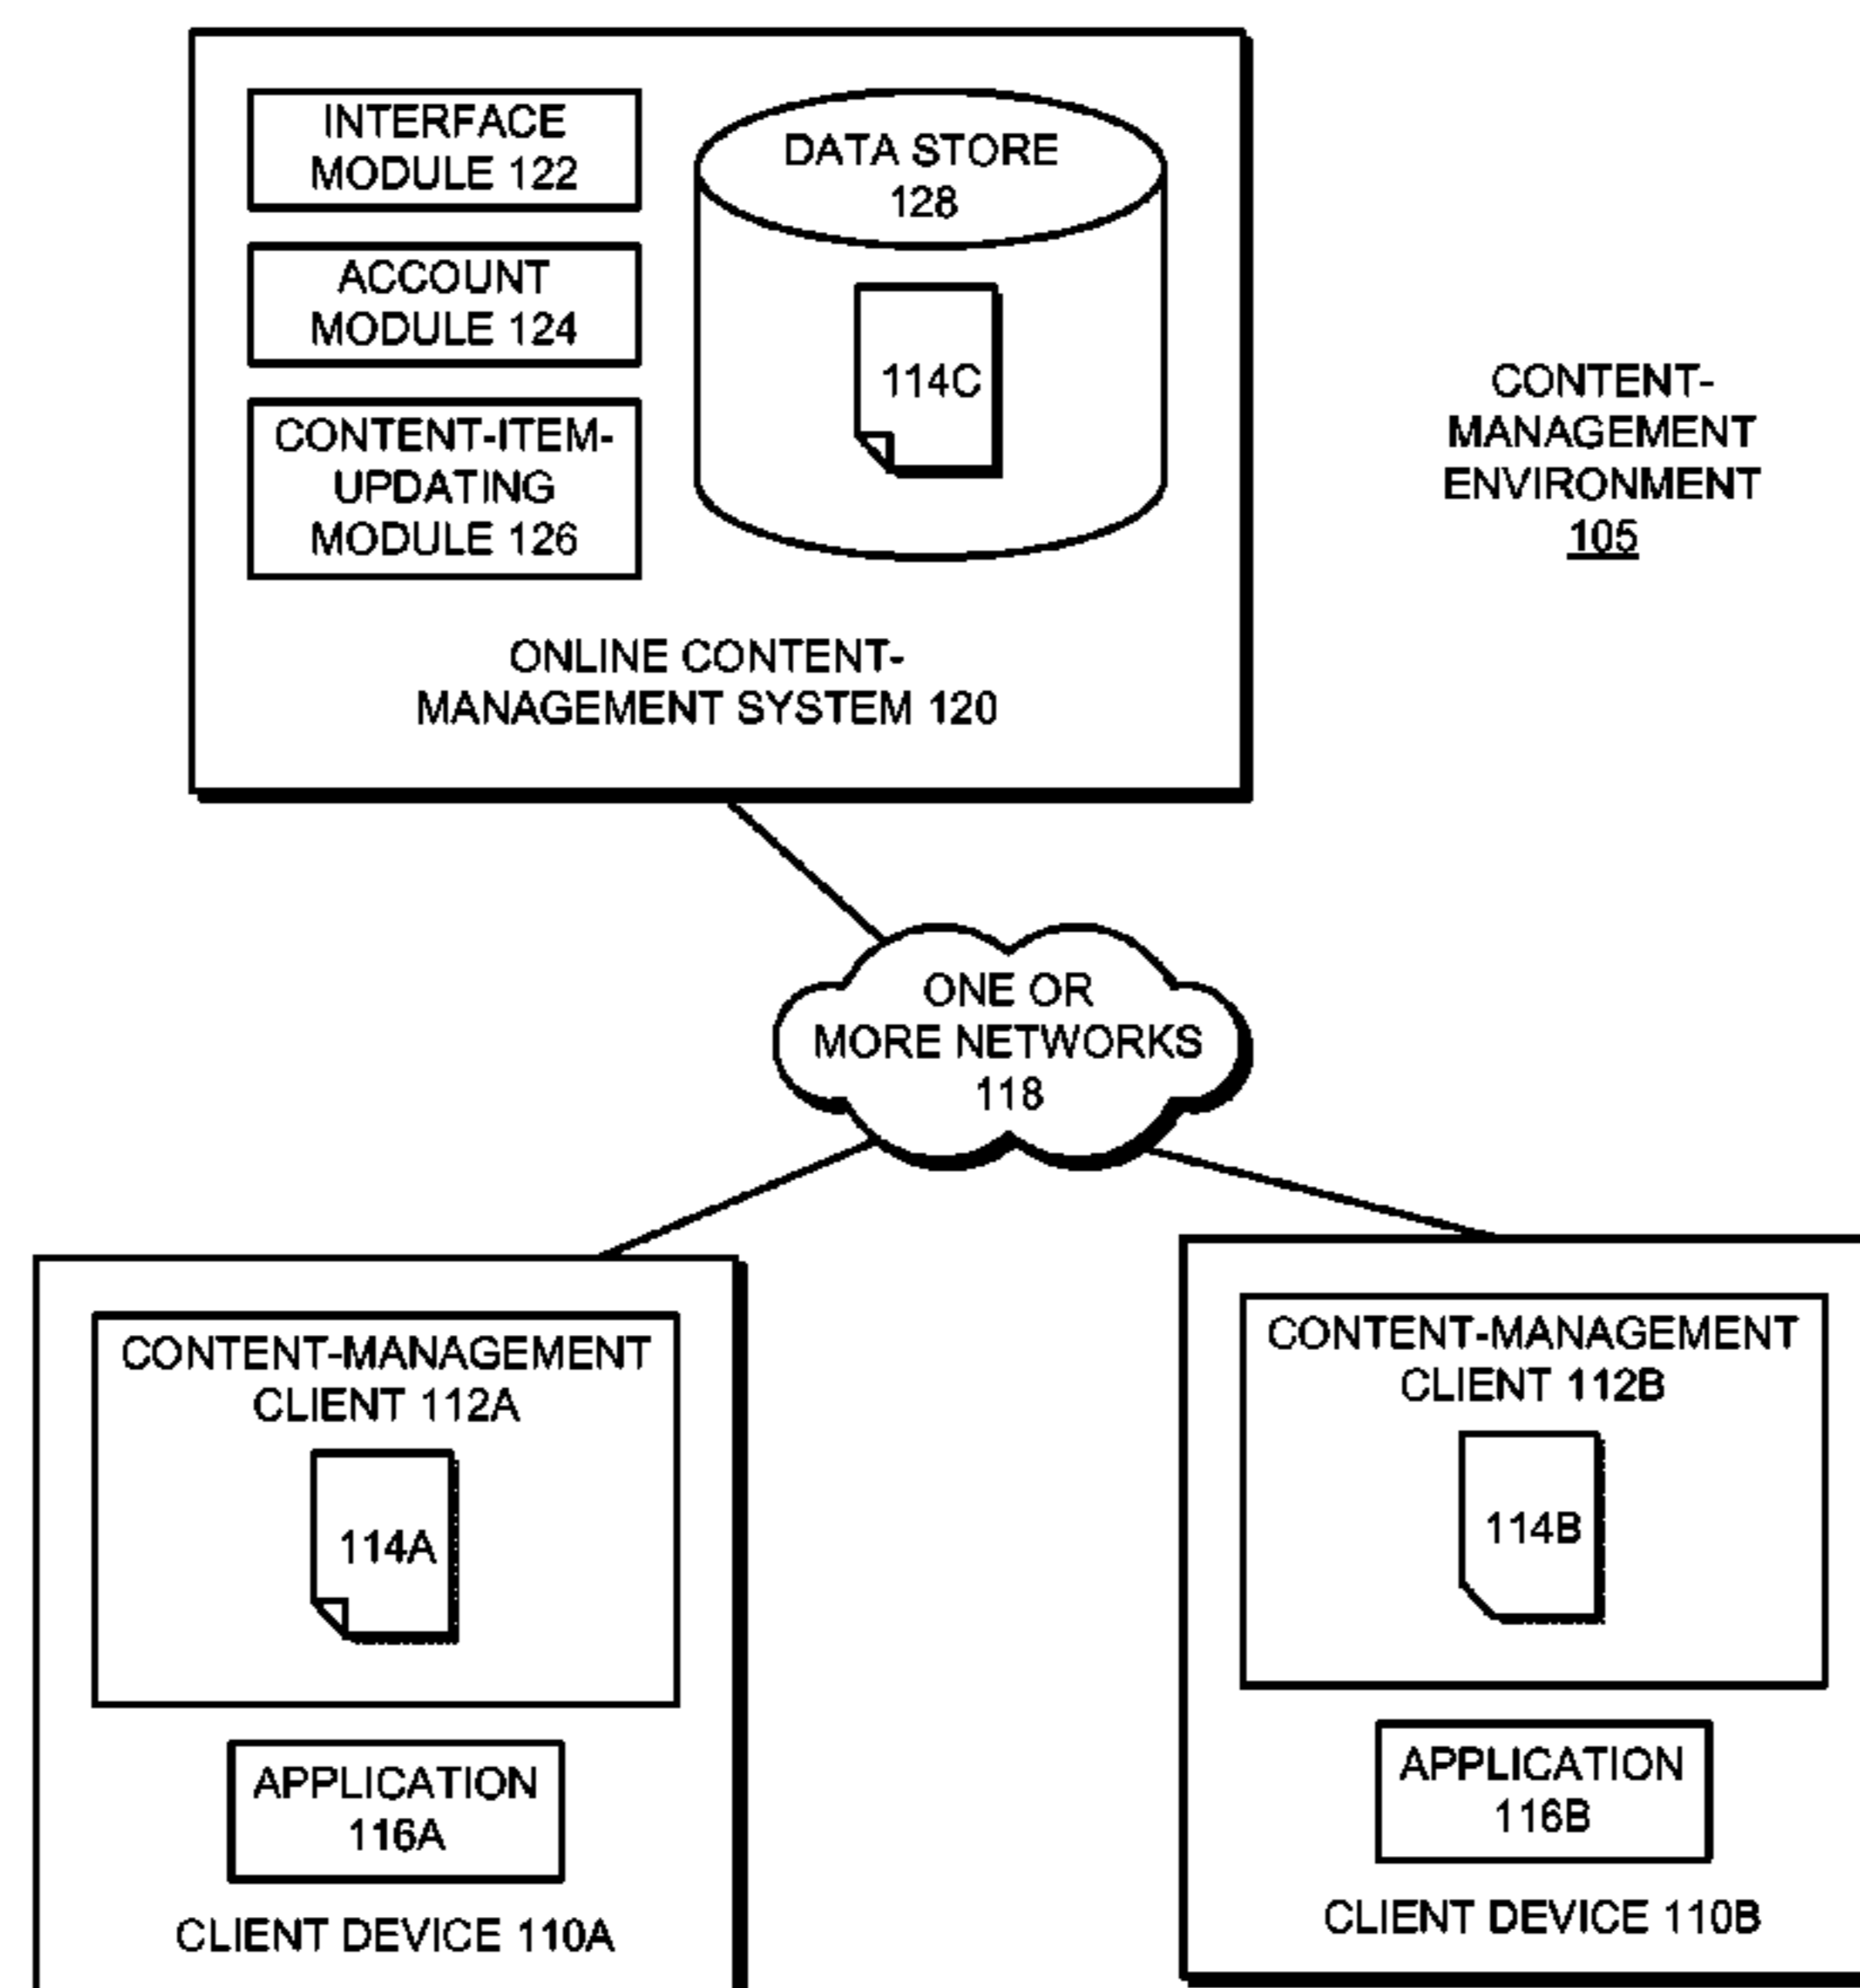 INTERFACE
MODULE 122
ACCOUNT
MODULE 124
CONTENT-ITEM-
UPDATING
MODULE 126
DATA STORE
128
114C
ONLINE CONTENT-
MANAGEMENT SYSTEM 120
CONTENT-
MANAGEMENT
ENVIRONMENT
105
ONE OR
MORE NETWORKS
118
CONTENT-MANAGEMENT
CLIENT 112A
114A
APPLICATION
116A
CLIENT DEVICE 110A
CONTENT-MANAGEMENT
CLIENT 112B
114B
APPLICATION
116B
CLIENT DEVICE 110B